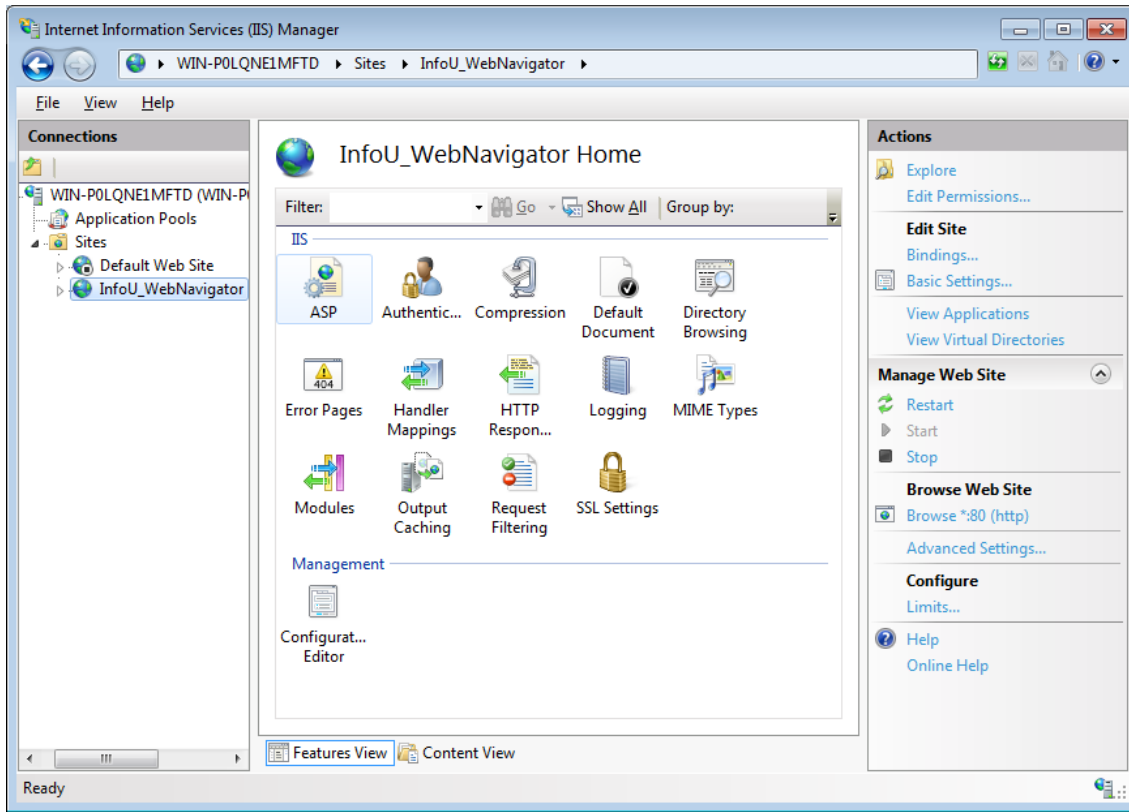 Internet Information Services (IIS) Manager
WIN-P0LQNE1MFTD Sites InfoU_WebNavigator
File View Help
Connections
WIN-P0LQNE1MFTD (WIN-P
Application Pools
Sites
Default Web Site
InfoU_WebNavigator
InfoU_WebNavigator Home
Filter: Go Show All Group by:
IIS
ASP Authentic... Compression Default Directory
Document Browsing
404
Error Pages Handler HTTP Logging MIME Types
Mappings Respon...
Modules Output Request SSL Settings
Caching Filtering
Management
Configurat...
Editor
Features View Content View
Actions
Explore
Edit Permissions...
Edit Site
Bindings...
Basic Settings...
View Applications
View Virtual Directories
Manage Web Site
Restart
Start
Stop
Browse Web Site
Browse *:80 (http)
Advanced Settings...
Configure
Limits...
Help
Online Help
Ready